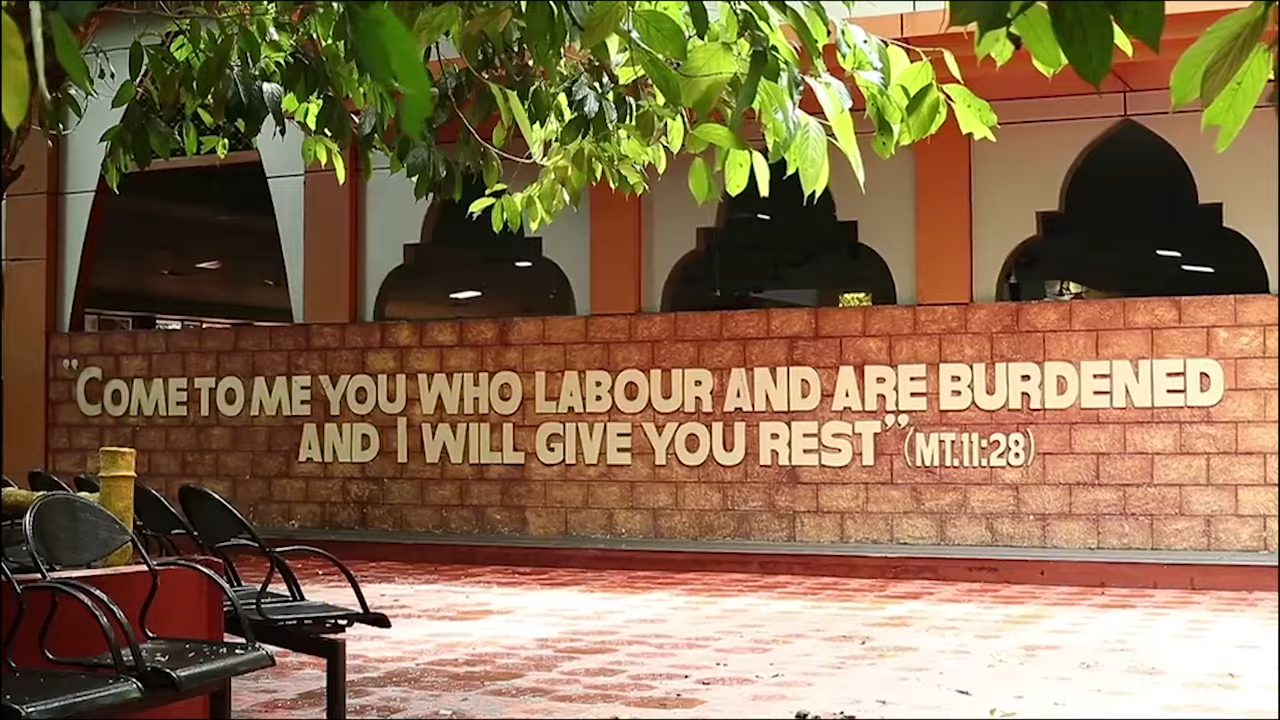 "COME TO ME YOU WHO LABOUR AND ARE BURDENED
AND I WILL GIVE YOU REST" (MT.11:28)